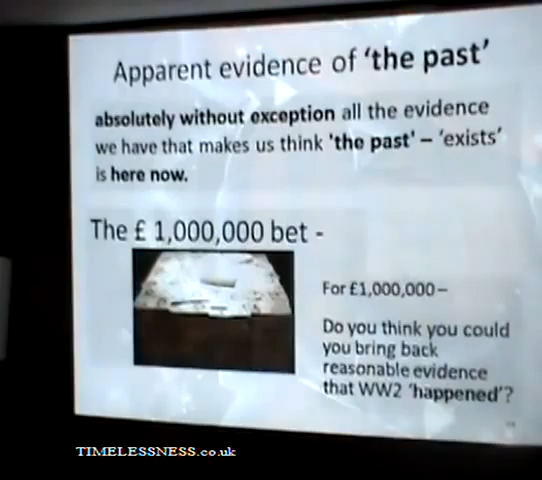 Apparent evidence of 'the past'
absolutely without exception all the evidence
we have that makes us think 'the past' – 'exists'
is here now.
The £ 1,000,000 bet -
For £1,000,000–
Do you think you could
you bring back
reasonable evidence
that WW2 'happened'?
TIMELESSNESS.co.uk